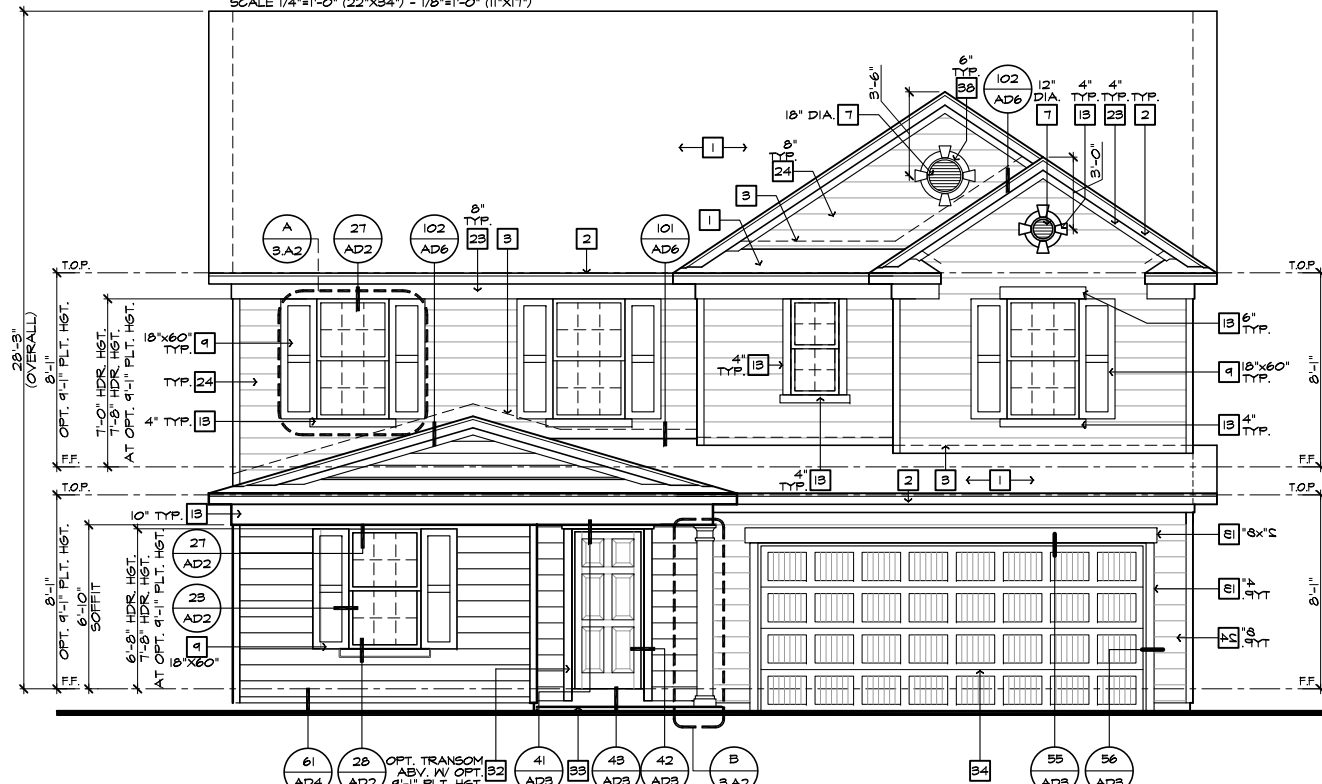 SCALE 1/4"=1'-0" (22"X34") - 1/8"=1'-0" (11"X17")
6"
TYP.
38
102
AD6
12"
DIA.
7
4"
TYP.
13
4"
TYP.
23
TYP.
2
3'-6"
18" DIA.
7
1
8"
TYP.
24
3'-0"
3
1
A
3.A2
27
AD2
102
AD6
8"
TYP.
23
3
2
101
AD6
T.O.P.
T.O.P.
28'-3"
(OVERALL)
8'-1"
OPT. 9'-1" PLT. HGT.
7'-0" HDR. HGT.
7'-8" HDR. HGT.
AT OPT. 9'-1" PLT. HGT.
18"x60"
TYP.
9
TYP.
24
4" TYP.
13
4"
TYP.
13
13
6"
TYP.
9
18"x60"
TYP.
13
4"
TYP.
8'-1"
F.F.
F.F.
4"
TYP.
13
2
3
1
T.O.P.
T.O.P.
10" TYP.
13
27
AD2
23
AD2
9
18"X60"
8'-1"
OPT. 9'-1" PLT. HGT.
6'-10"
SOFFIT
6'-8" HDR. HGT.
7'-8" HDR. HGT.
AT OPT. 9'-1" PLT. HGT.
13
2"x8"
13
4"
TYP.
24
8"
TYP.
8'-1"
F.F.
F.F.
61
AD4
28
AD2
OPT. TRANSOM
ABV. W/ OPT.
9'-1" PLT. HGT.
32
41
AD3
33
43
AD3
42
AD3
B
3.A2
34
55
AD3
56
AD3